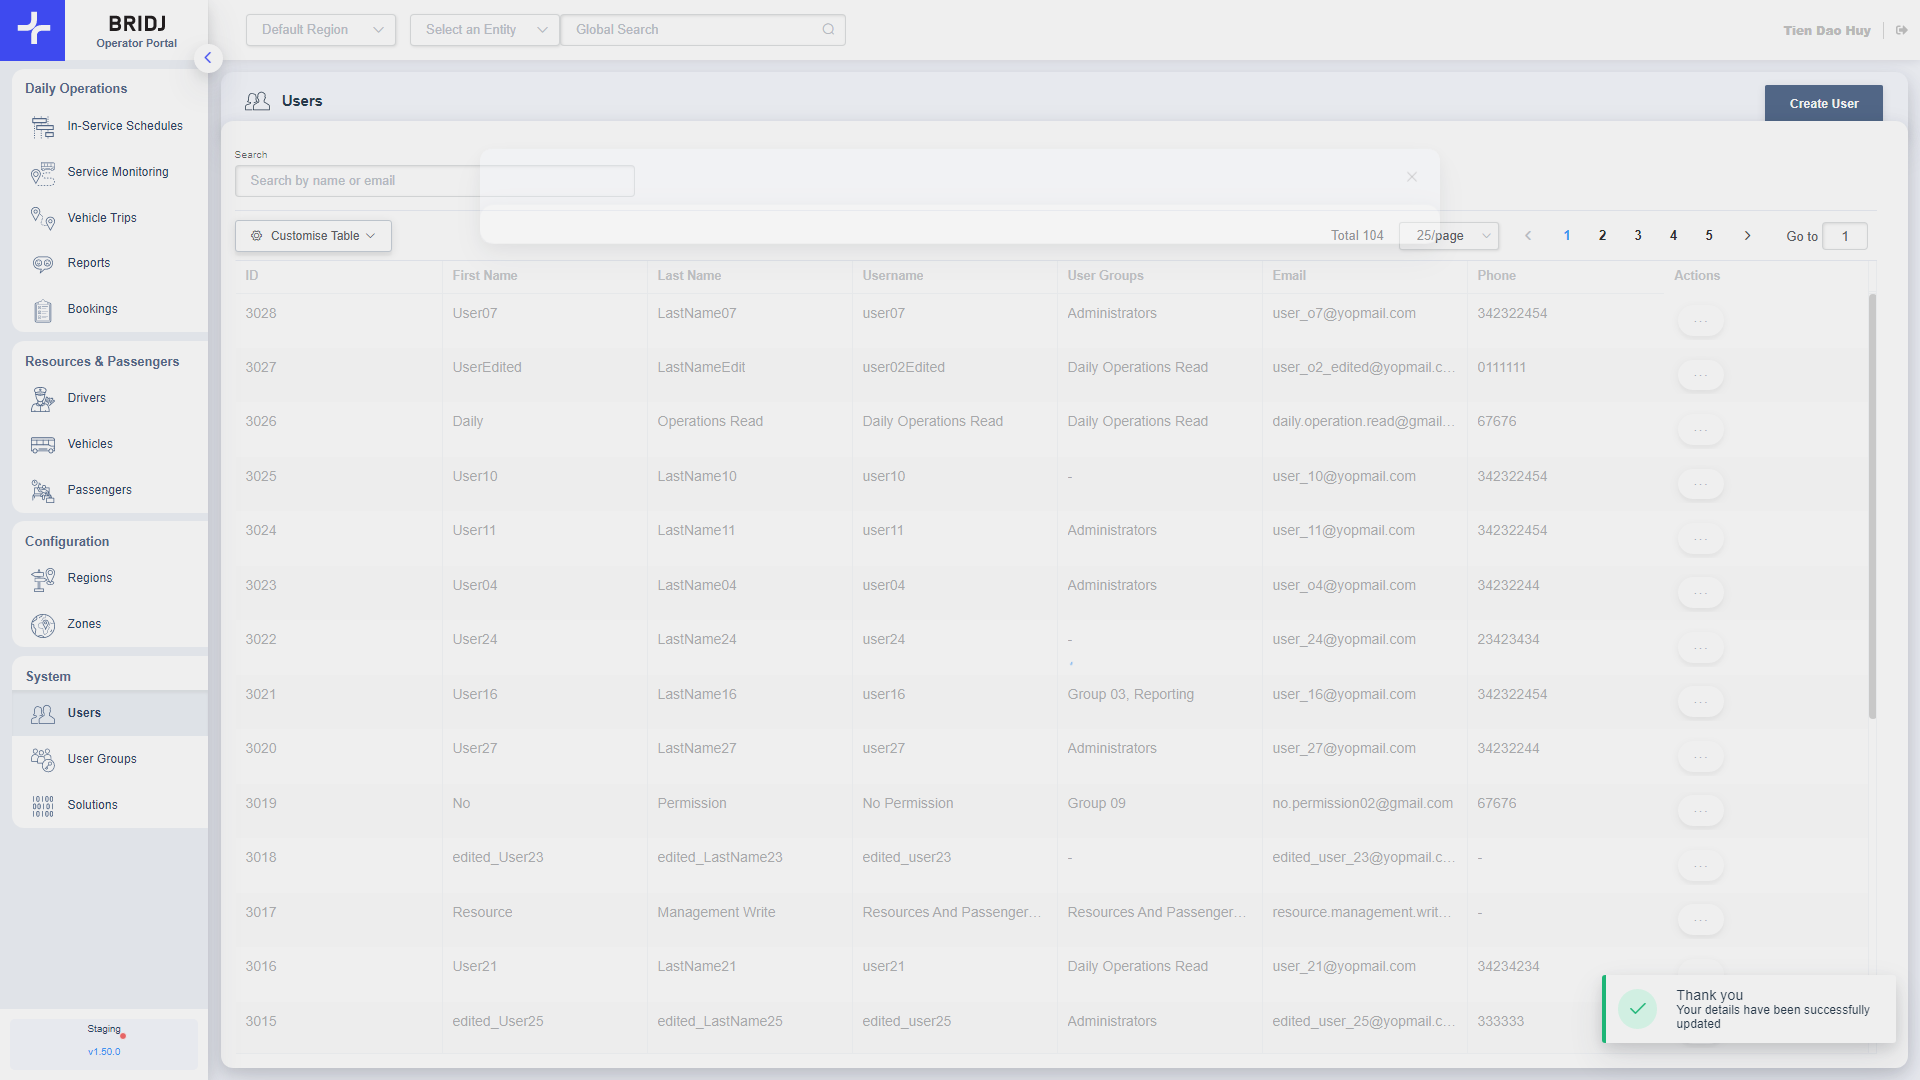 BRIDJ
Operator Portal
Default Region
Select an Entity
Global Search
Tien Dao Huy
Daily Operations
In-Service Schedules
Service Monitoring
Vehicle Trips
Reports
Bookings
Resources & Passengers
Drivers
Vehicles
Passengers
Configuration
Regions
Zones
System
Users
User Groups
Solutions
Staging
v1.50.0
Users
Create User
Search
Search by name or email
Customise Table
Total 104
25/page
1 2 3 4 5
Go to 1
ID First Name Last Name Username User Groups Email Phone Actions
3028 User07 LastName07 user07 Administrators user_o7@yopmail.com 342322454 ...
3027 UserEdited LastNameEdit user02Edited Daily Operations Read user_o2_edited@yopmail.c... 0111111 ...
3026 Daily Operations Read Daily Operations Read Daily Operations Read daily.operation.read@gmail... 67676 ...
3025 User10 LastName10 user10 - user_10@yopmail.com 342322454 ...
3024 User11 LastName11 user11 Administrators user_11@yopmail.com 342322454 ...
3023 User04 LastName04 user04 Administrators user_o4@yopmail.com 34232244 ...
3022 User24 LastName24 user24 - user_24@yopmail.com 23423434 ...
3021 User16 LastName16 user16 Group 03, Reporting user_16@yopmail.com 342322454 ...
3020 User27 LastName27 user27 Administrators user_27@yopmail.com 34232244 ...
3019 No Permission No Permission Group 09 no.permission02@gmail.com 67676 ...
3018 edited_User23 edited_LastName23 edited_user23 - edited_user_23@yopmail.c... - ...
3017 Resource Management Write Resources And Passenger... Resources And Passenger... resource.management.writ... - ...
3016 User21 LastName21 user21 Daily Operations Read user_21@yopmail.com 34234234
3015 edited_User25 edited_LastName25 edited_user25 Administrators edited_user_25@yopmail.c... 333333
Thank you
Your details have been successfully
updated